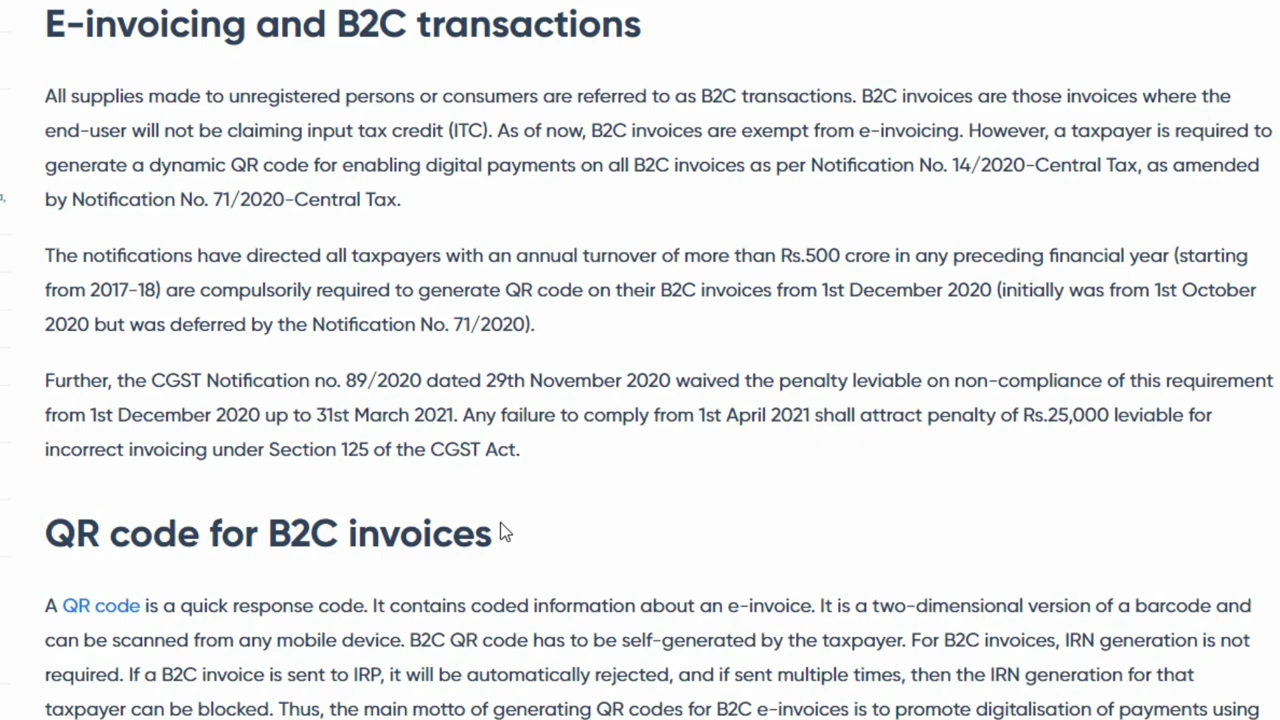 E-invoicing and B2C transactions
All supplies made to unregistered persons or consumers are referred to as B2C transactions. B2C invoices are those invoices where the
end-user will not be claiming input tax credit (ITC). As of now, B2C invoices are exempt from e-invoicing. However, a taxpayer is required to
generate a dynamic QR code for enabling digital payments on all B2C invoices as per Notification No. 14/2020-Central Tax, as amended
by Notification No. 71/2020-Central Tax.
The notifications have directed all taxpayers with an annual turnover of more than Rs.500 crore in any preceding financial year (starting
from 2017-18) are compulsorily required to generate QR code on their B2C invoices from 1st December 2020 (initially was from 1st October
2020 but was deferred by the Notification No. 71/2020).
Further, the CGST Notification no. 89/2020 dated 29th November 2020 waived the penalty leviable on non-compliance of this requirement
from 1st December 2020 up to 31st March 2021. Any failure to comply from 1st April 2021 shall attract penalty of Rs.25,000 leviable for
incorrect invoicing under Section 125 of the CGST Act.
QR code for B2C invoices
A QR code is a quick response code. It contains coded information about an e-invoice. It is a two-dimensional version of a barcode and
can be scanned from any mobile device. B2C QR code has to be self-generated by the taxpayer. For B2C invoices, IRN generation is not
required. If a B2C invoice is sent to IRP, it will be automatically rejected, and if sent multiple times, then the IRN generation for that
taxpayer can be blocked. Thus, the main motto of generating QR codes for B2C e-invoices is to promote digitalisation of payments using